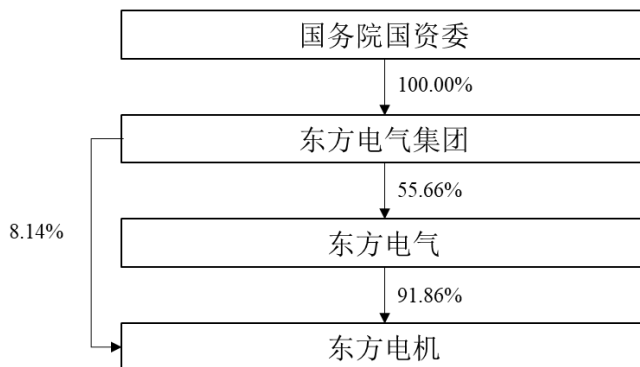 国务院国资委
100.00%
东方电气集团
55.66%
8.14%
东方电气
91.86%
东方电机